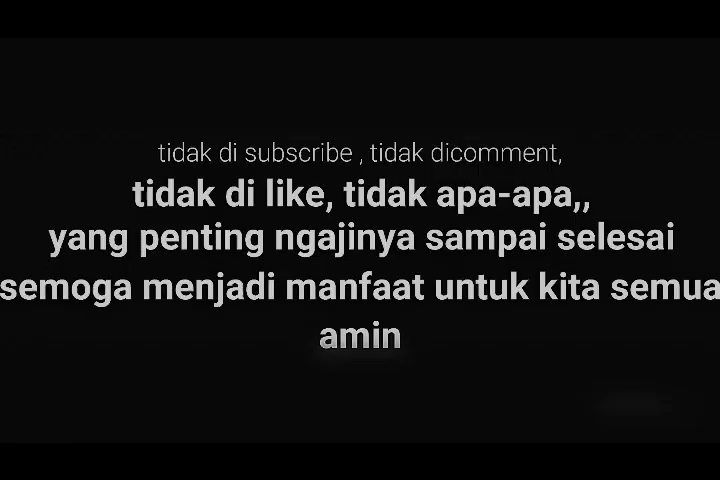 tidak di subscribe , tidak dicomment,
tidak di like, tidak apa-apa,,
yang penting ngajinya sampai selesai
semoga menjadi manfaat untuk kita semua
amin